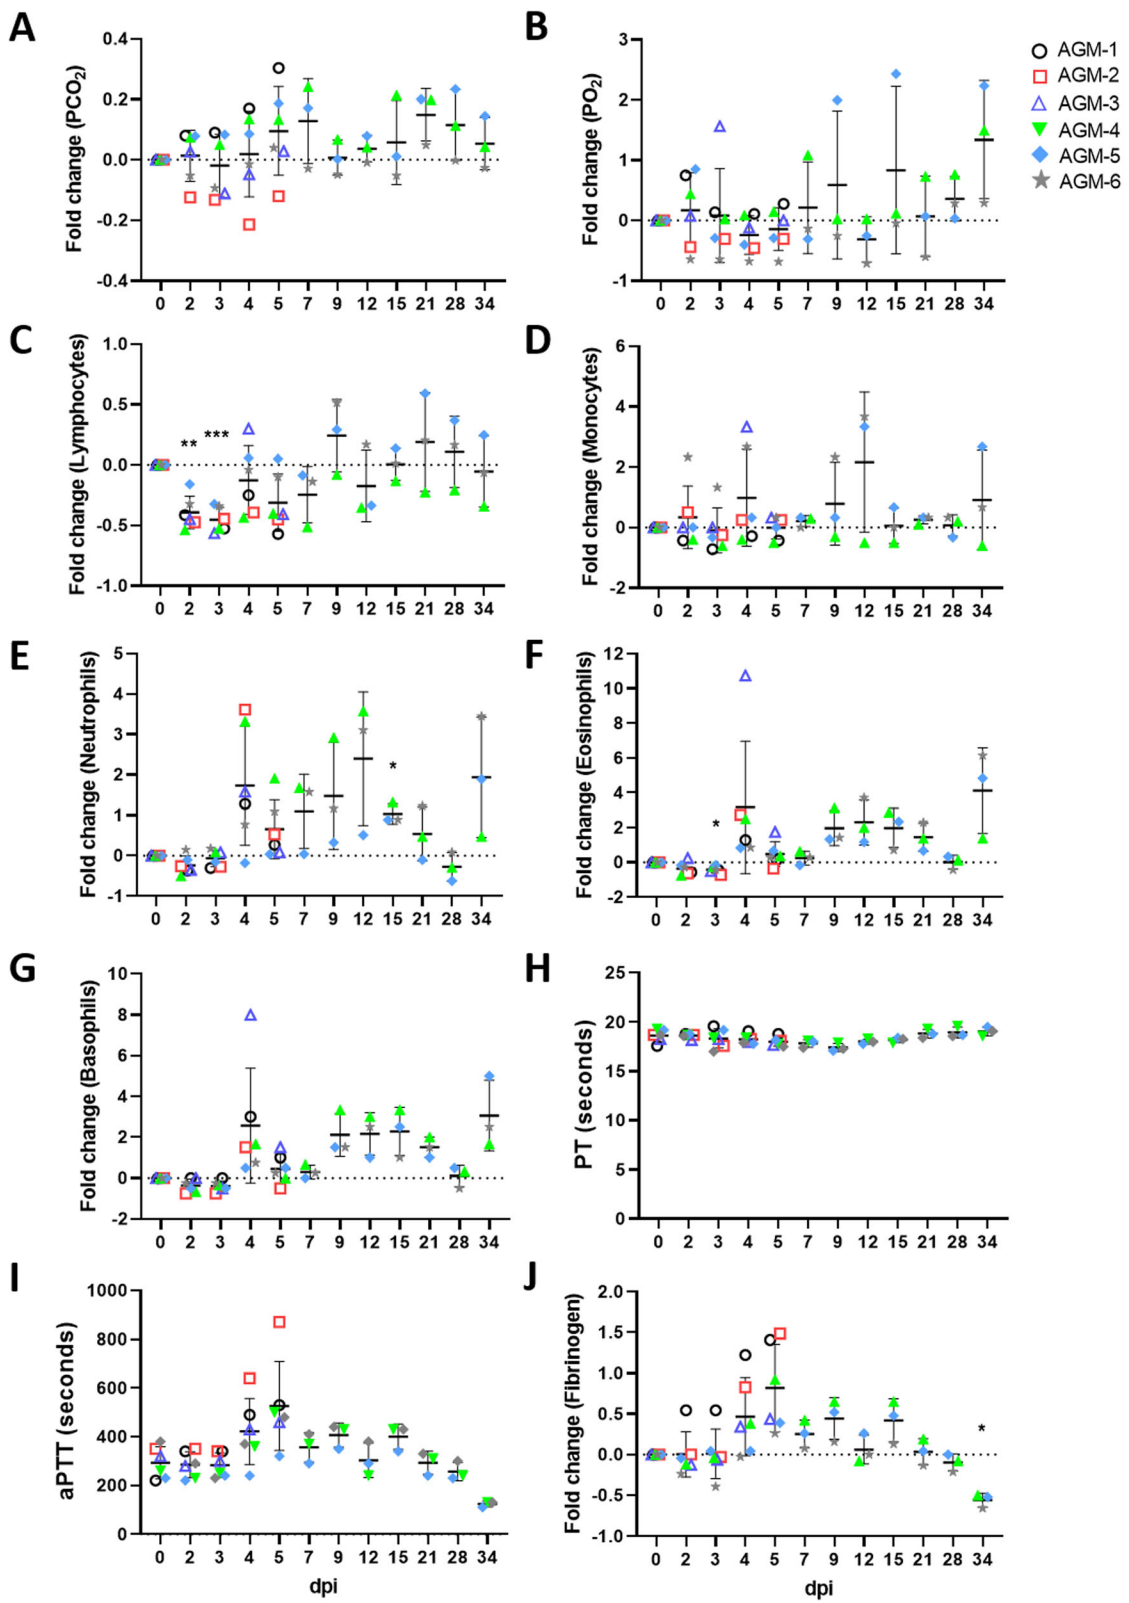 A
Fold change (PCO2)
0.4
0.2
0.0
-0.2
-0.4
0 2 3 4 5 7 9 12 15 21 28 34
B
Fold change (PO2)
3
2
1
0
-1
0 2 3 4 5 7 9 12 15 21 28 34
AGM-1
AGM-2
AGM-3
AGM-4
AGM-5
AGM-6
C
Fold change (Lymphocytes)
1.0
0.5
0.0
-0.5
-1.0
** ***
0 2 3 4 5 7 9 12 15 21 28 34
D
Fold change (Monocytes)
6
4
2
0
-2
0 2 3 4 5 7 9 12 15 21 28 34
E
Fold change (Neutrophils)
5
4
3
2
1
0
-1
*
0 2 3 4 5 7 9 12 15 21 28 34
F
Fold change (Eosinophils)
12
10
8
6
4
2
0
-2
*
0 2 3 4 5 7 9 12 15 21 28 34
G
Fold change (Basophils)
10
8
6
4
2
0
-2
0 2 3 4 5 7 9 12 15 21 28 34
H
PT (seconds)
25
20
15
10
5
0
0 2 3 4 5 7 9 12 15 21 28 34
I
aPTT (seconds)
1000
800
600
400
200
0
0 2 3 4 5 7 9 12 15 21 28 34
dpi
J
Fold change (Fibrinogen)
2.0
1.5
1.0
0.5
0.0
-0.5
-1.0
*
0 2 3 4 5 7 9 12 15 21 28 34
dpi